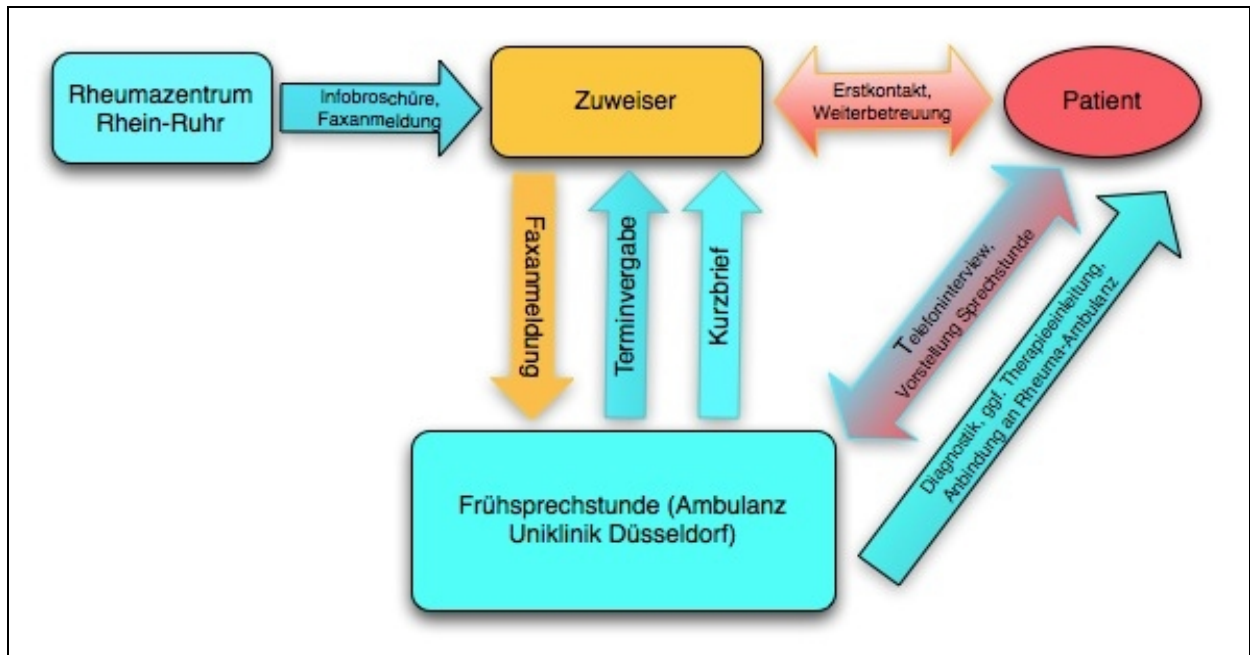 Rheumazentrum
Rhein-Ruhr
Infobroschüre,
Faxanmeldung
Zuweiser
Erstkontakt,
Weiterbetreuung
Patient
Faxanmeldung
Terminvergabe
Kurzbrief
Telefoninterview,
Vorstellung Sprechstunde
Diagnostik, ggf. Therapieeinleitung,
Anbindung an Rheuma-Ambulanz
Frühsprechstunde (Ambulanz
Uniklinik Düsseldorf)